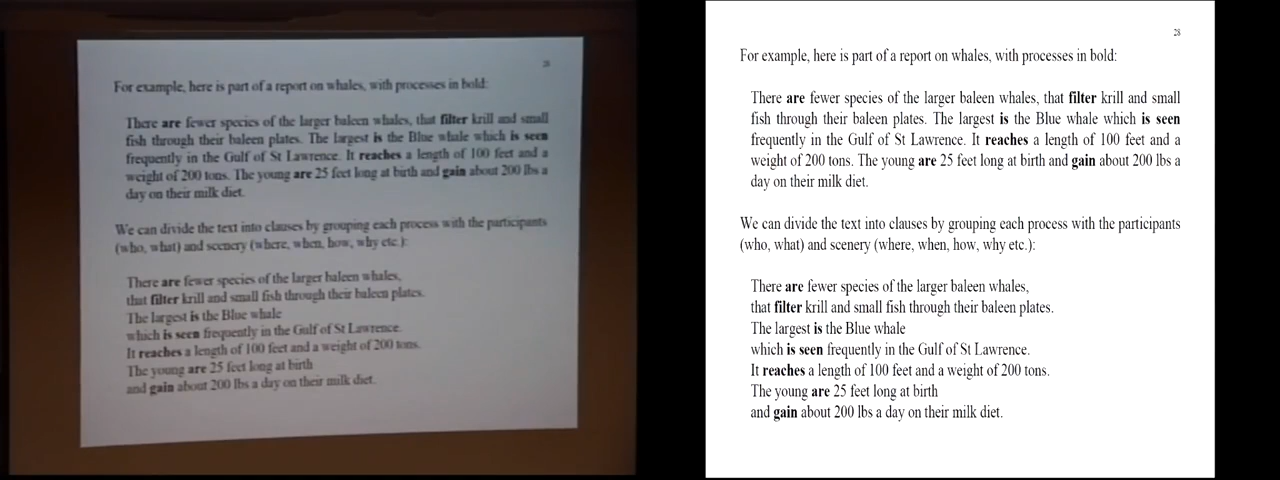 28
For example, here is part of a report on whales, with processes in bold:
There are fewer species of the larger baleen whales, that filter krill and small
fish through their baleen plates. The largest is the Blue whale which is seen
frequently in the Gulf of St Lawrence. It reaches a length of 100 feet and a
weight of 200 tons. The young are 25 feet long at birth and gain about 200 lbs a
day on their milk diet.
We can divide the text into clauses by grouping each process with the participants
(who, what) and scenery (where, when, how, why etc.):
There are fewer species of the larger baleen whales,
that filter krill and small fish through their baleen plates.
The largest is the Blue whale
which is seen frequently in the Gulf of St Lawrence.
It reaches a length of 100 feet and a weight of 200 tons.
The young are 25 feet long at birth
and gain about 200 lbs a day on their milk diet.
28
For example, here is part of a report on whales, with processes in bold:
There are fewer species of the larger baleen whales, that filter krill and small
fish through their baleen plates. The largest is the Blue whale which is seen
frequently in the Gulf of St Lawrence. It reaches a length of 100 feet and a
weight of 200 tons. The young are 25 feet long at birth and gain about 200 lbs a
day on their milk diet.
We can divide the text into clauses by grouping each process with the participants
(who, what) and scenery (where, when, how, why etc.):
There are fewer species of the larger baleen whales,
that filter krill and small fish through their baleen plates.
The largest is the Blue whale
which is seen frequently in the Gulf of St Lawrence.
It reaches a length of 100 feet and a weight of 200 tons.
The young are 25 feet long at birth
and gain about 200 lbs a day on their milk diet.